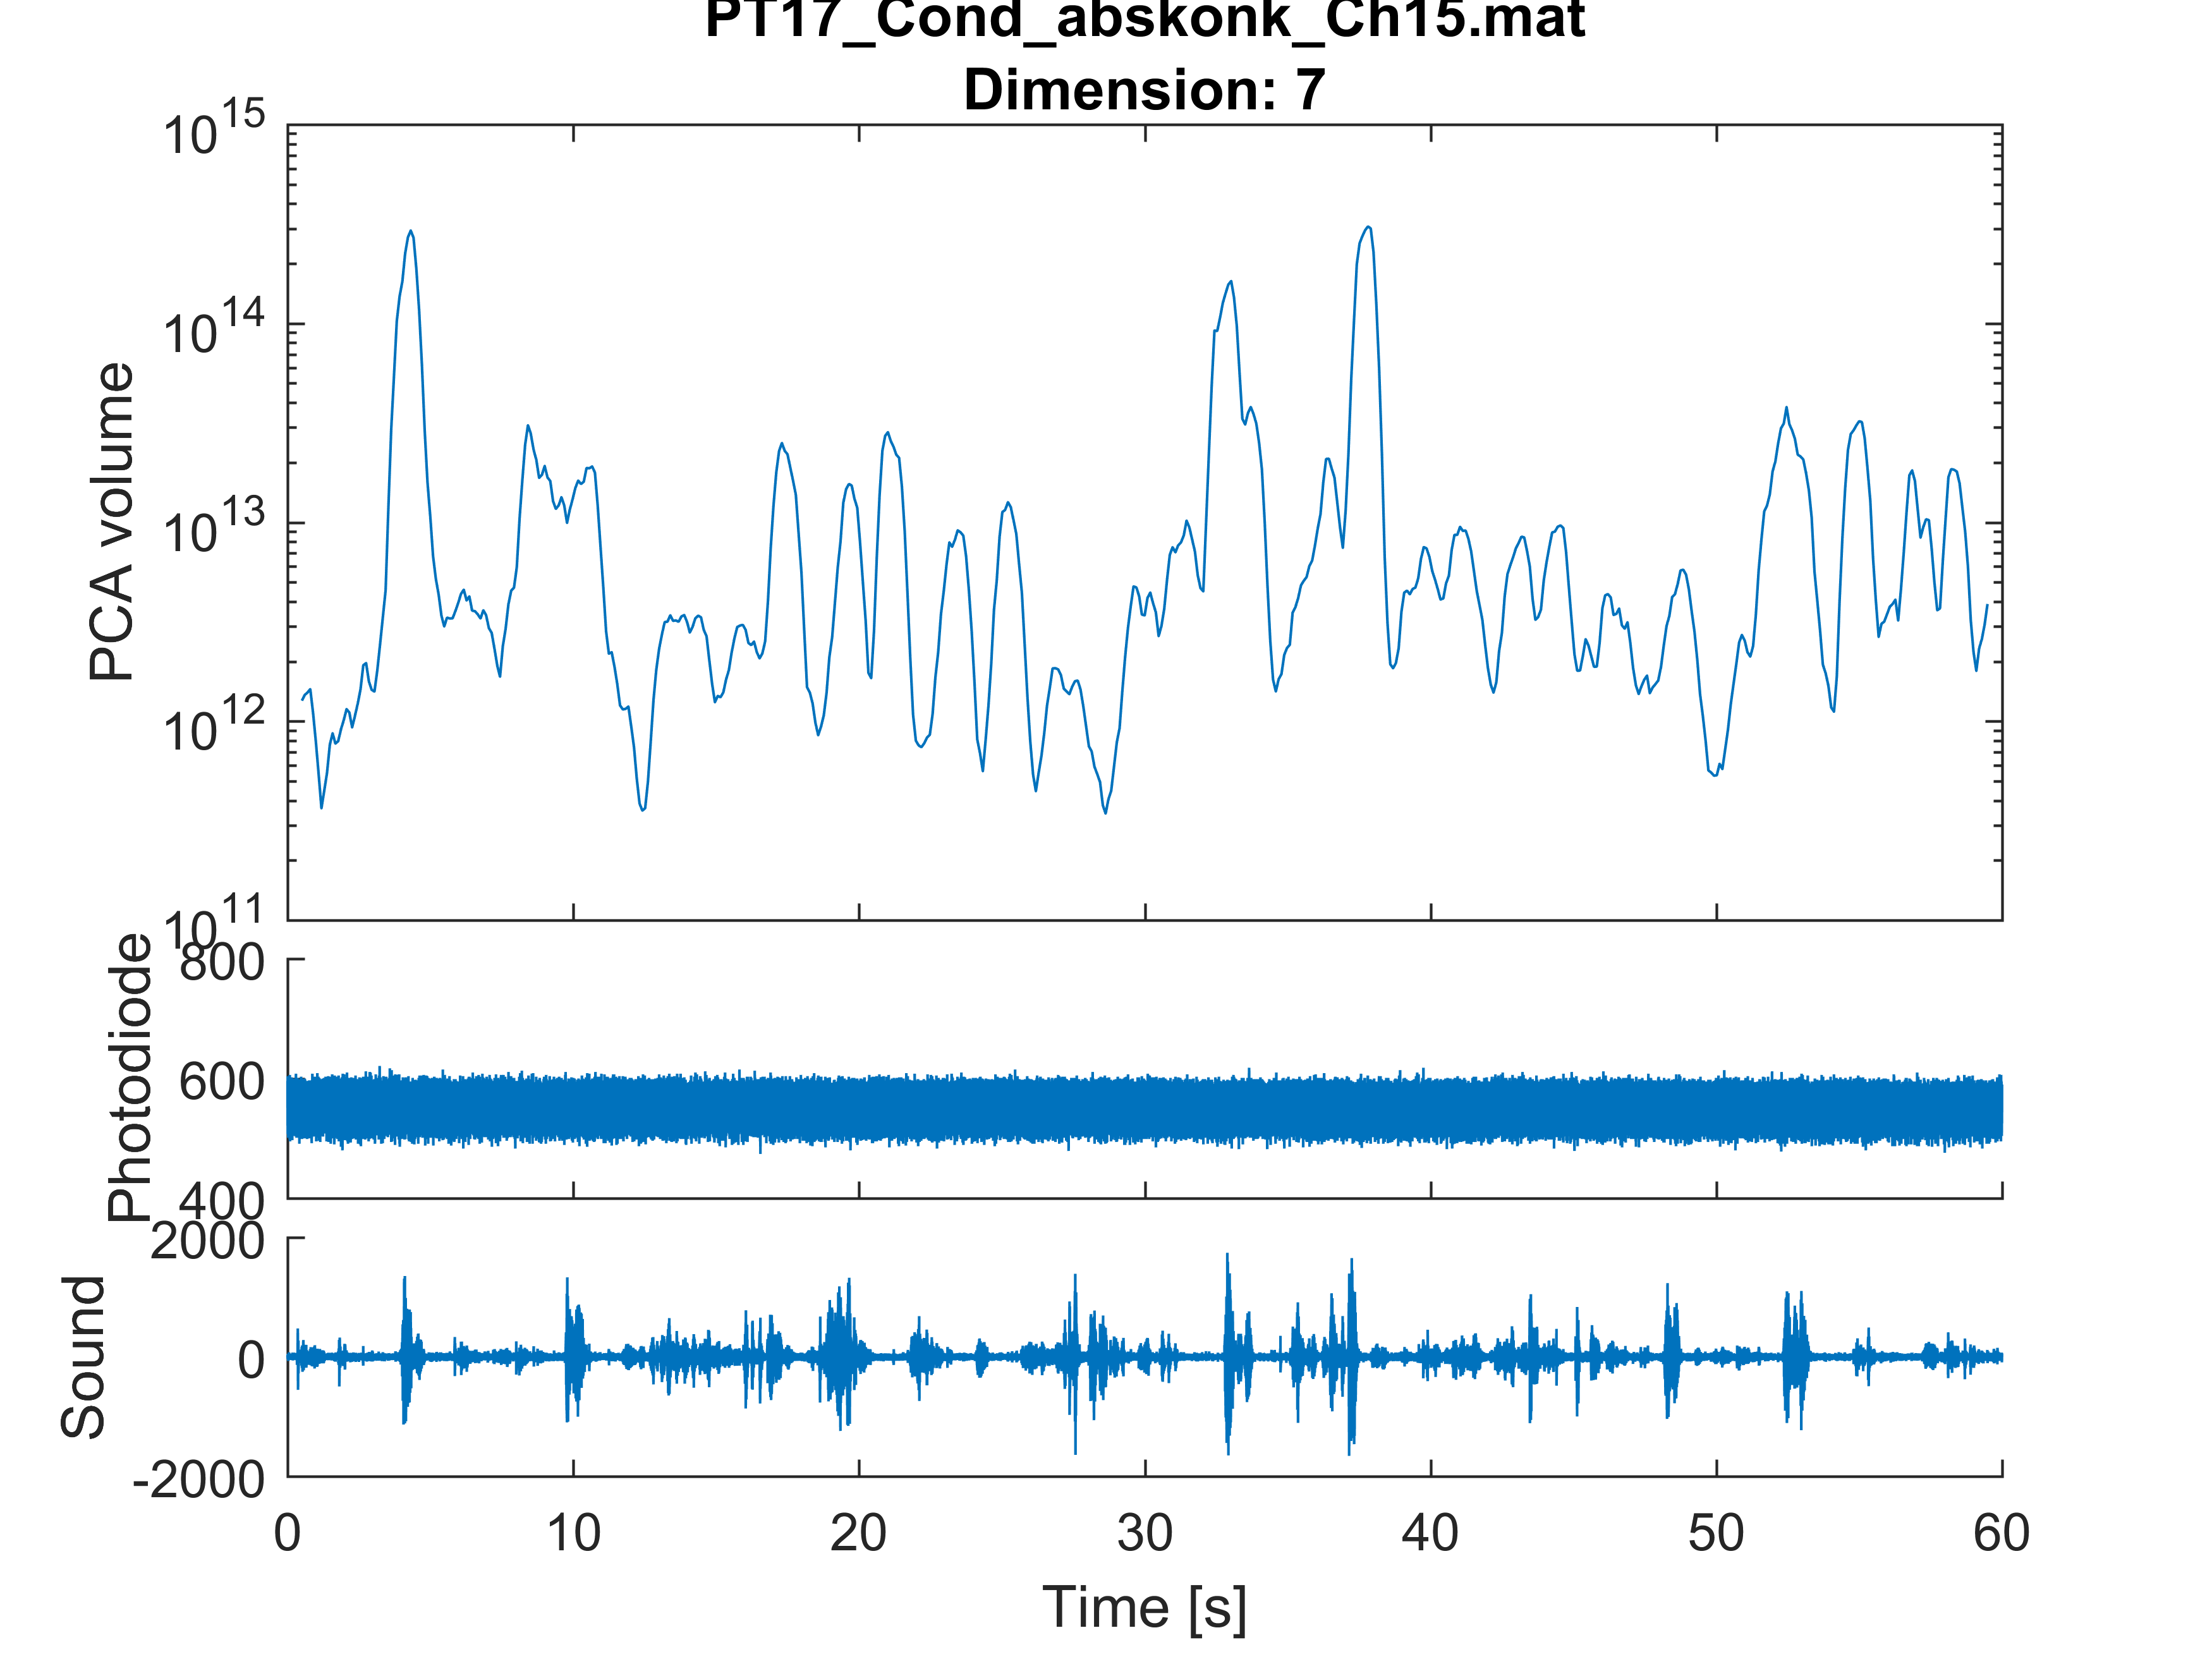 PT17_Cond_abskonk_Ch15.mat
Dimension: 7
10^15
10^14
10^13
10^12
10^11
PCA volume
800
600
400
Photodiode
2000
0
-2000
Sound
0 10 20 30 40 50 60
Time [s]